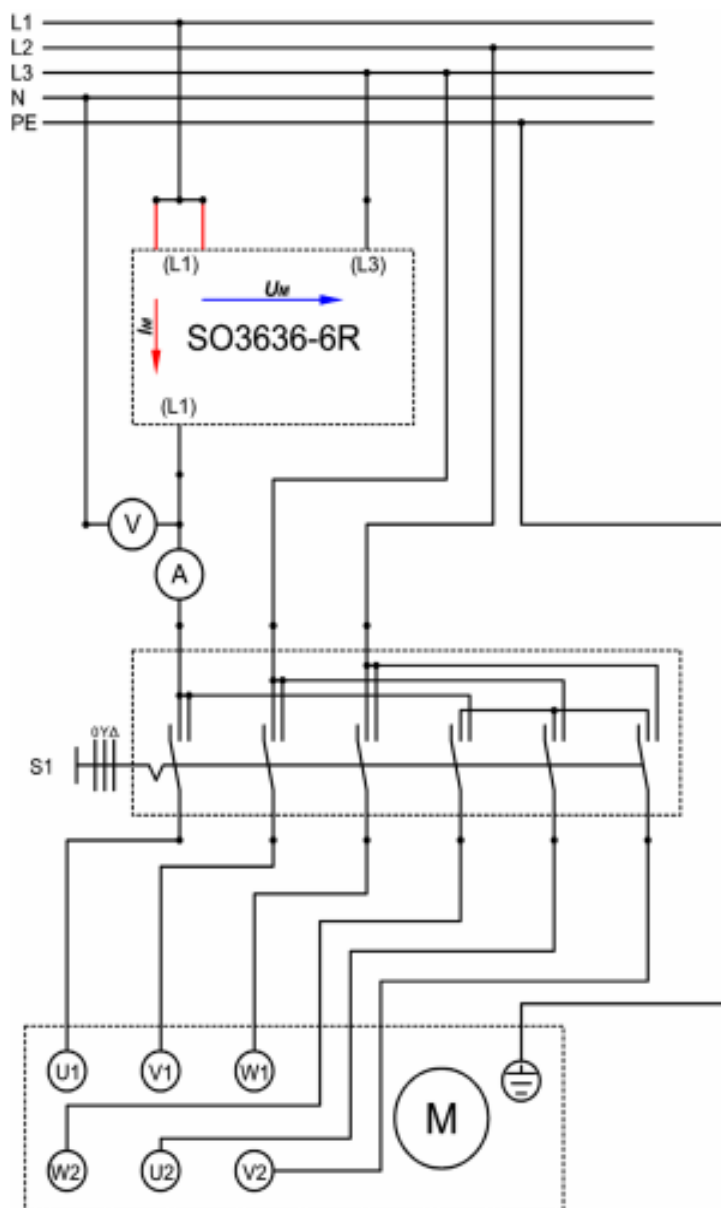 L1
L2
L3
N
PE
(L1) (L3)
UM
IM
SO3636-6R
(L1)
V
A
0YΔ
S1
U1 V1 W1
M
W2 U2 V2